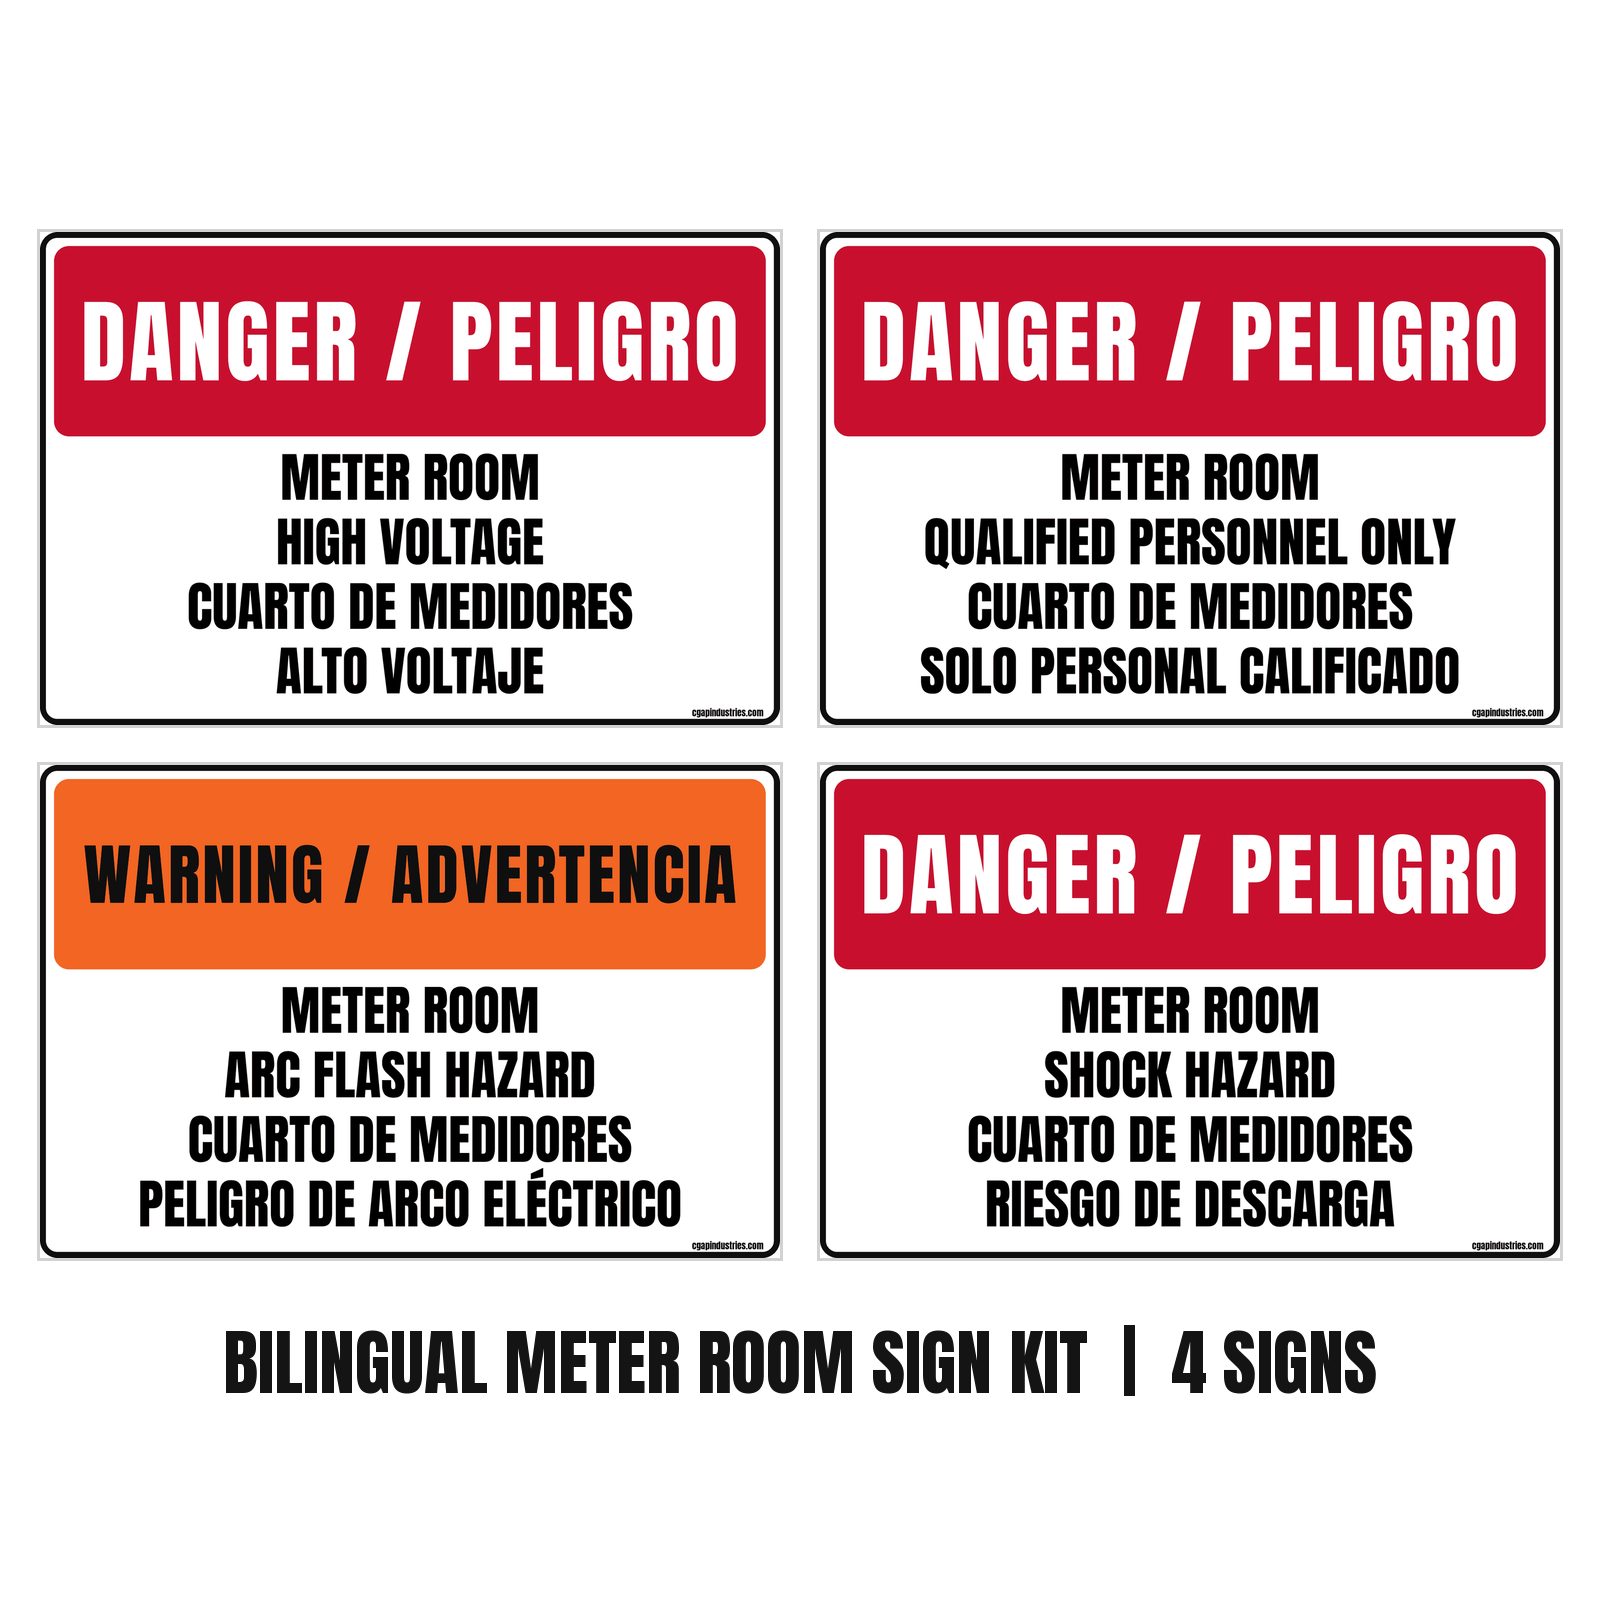 DANGER / PELIGRO
METER ROOM
HIGH VOLTAGE
CUARTO DE MEDIDORES
ALTO VOLTAJE
cgapindustries.com
DANGER / PELIGRO
METER ROOM
QUALIFIED PERSONNEL ONLY
CUARTO DE MEDIDORES
SOLO PERSONAL CALIFICADO
cgapindustries.com
WARNING / ADVERTENCIA
METER ROOM
ARC FLASH HAZARD
CUARTO DE MEDIDORES
PELIGRO DE ARCO ELÉCTRICO
cgapindustries.com
DANGER / PELIGRO
METER ROOM
SHOCK HAZARD
CUARTO DE MEDIDORES
RIESGO DE DESCARGA
cgapindustries.com
BILINGUAL METER ROOM SIGN KIT | 4 SIGNS